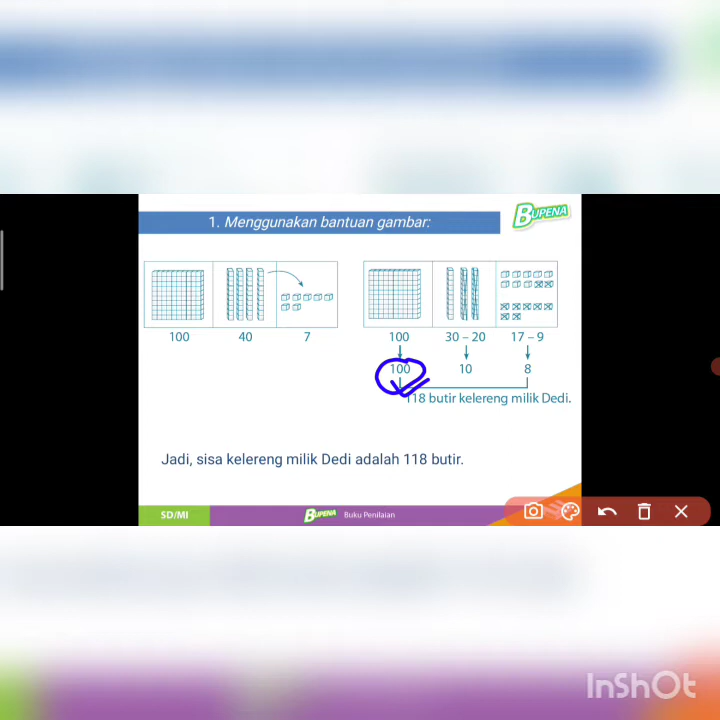 BUPENA
1. Menggunakan bantuan gambar:
100 40 7
100 30 – 20 17 – 9
100 10 8
118 butir kelereng milik Dedi.
Jadi, sisa kelereng milik Dedi adalah 118 butir.
SD/MI BUPENA Buku Penilaian
InShOt